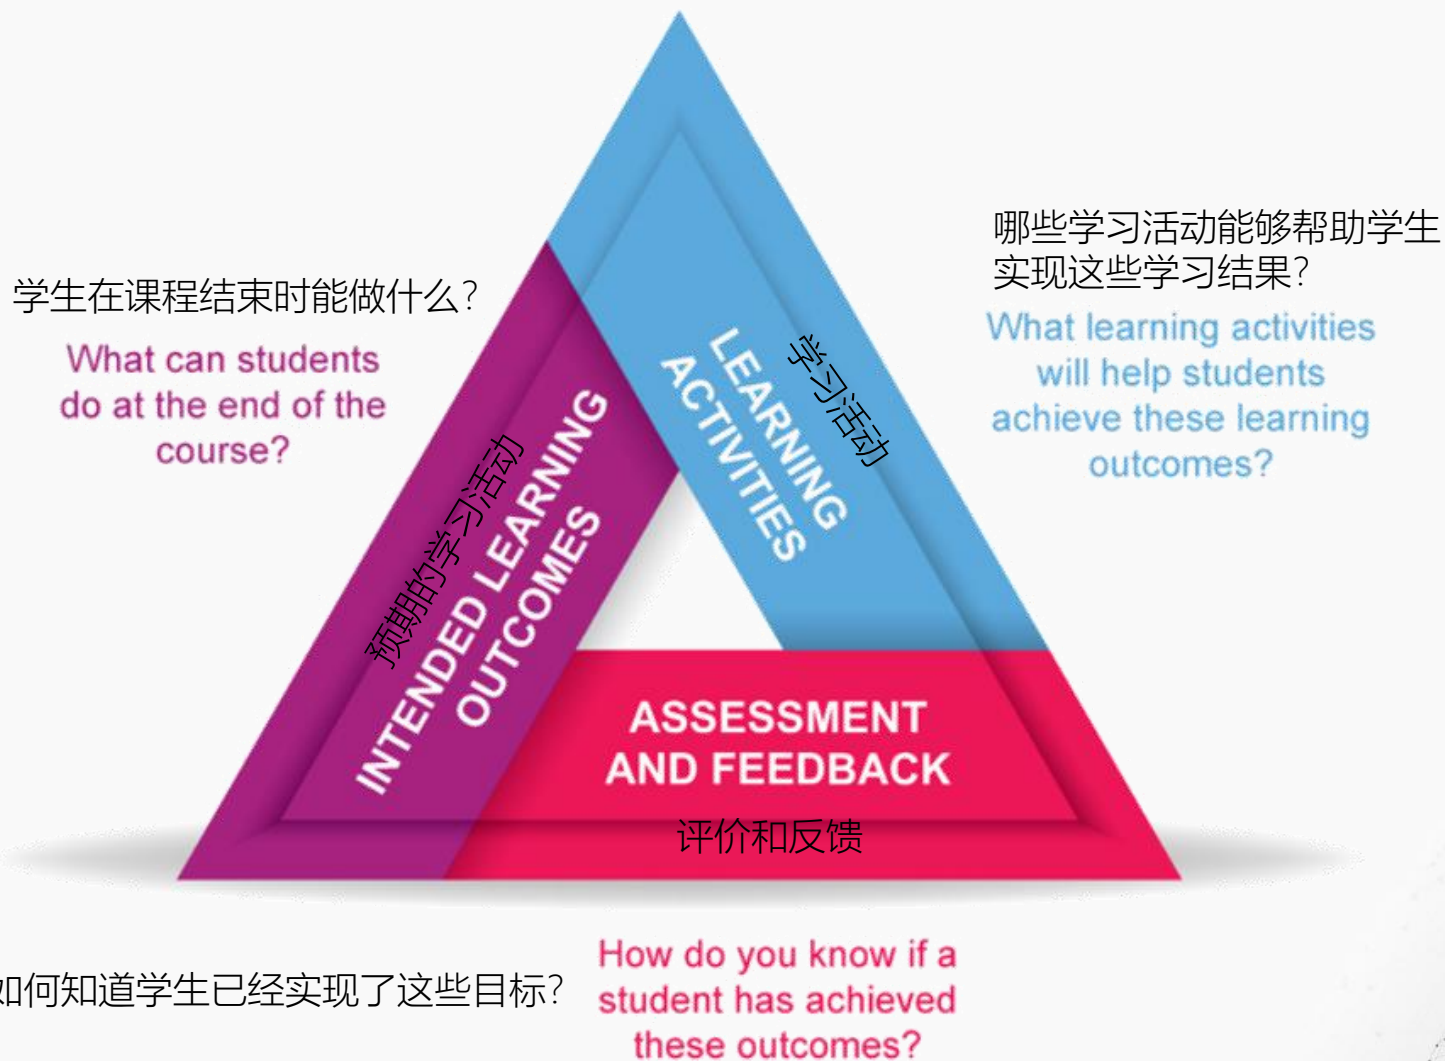 学生在课程结束时能做什么?
What can students
do at the end of the
course?
哪些学习活动能够帮助学生
实现这些学习结果?
What learning activities
will help students
achieve these learning
outcomes?
预期的学习活动
INTENDED LEARNING
OUTCOMES
LEARNING
ACTIVITIES
学习活动
ASSESSMENT
AND FEEDBACK
评价和反馈
如何知道学生已经实现了这些目标?
How do you know if a
student has achieved
these outcomes?